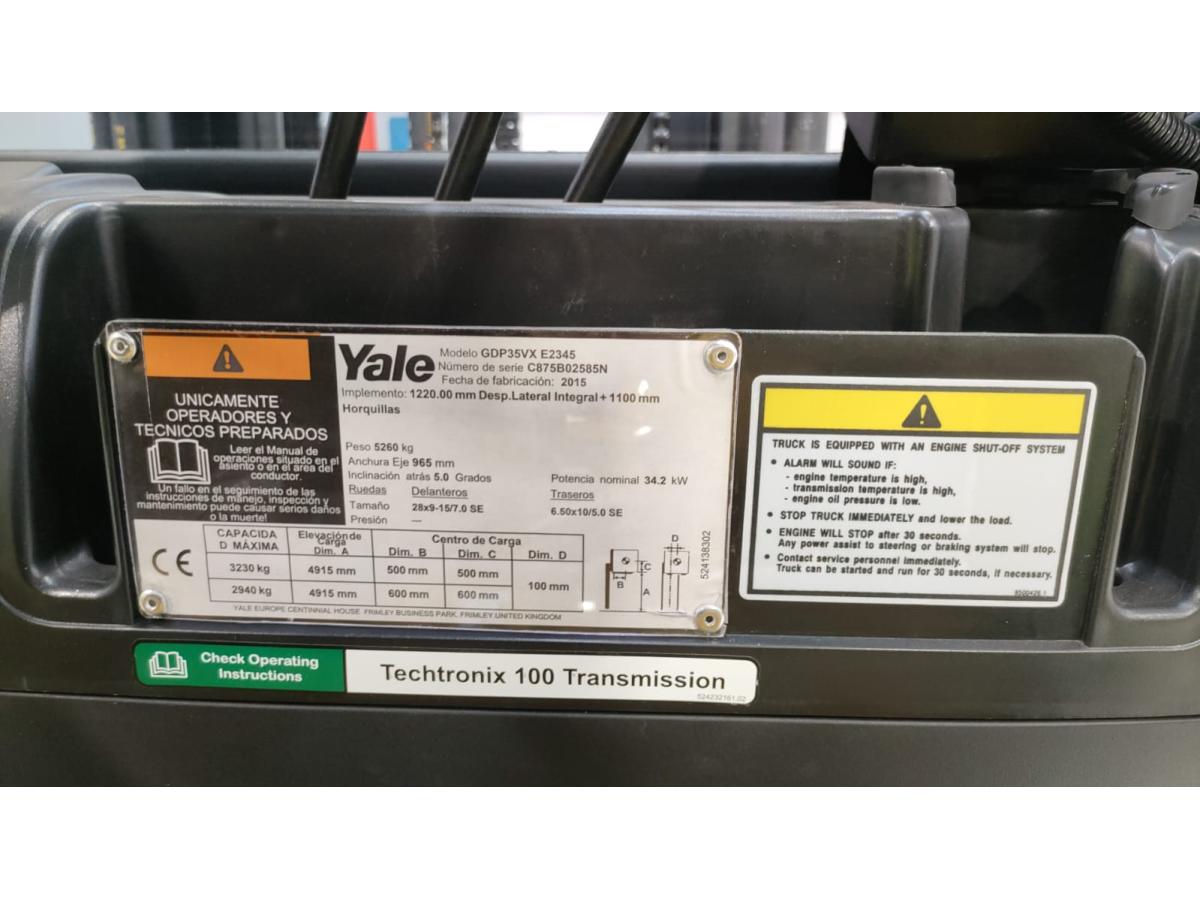 UNICAMENTE
OPERADORES Y
TECNICOS PREPARADOS
Leer el Manual de
operaciones situado en el
asiento o en el area del
conductor.
Un fallo en el seguimiento de las
instrucciones de manejo, inspección y
mantenimiento puede causar serios daños
o la muerte!
Yale
Modelo GDP35VX E2345
Número de serie C875B02585N
Fecha de fabricación: 2015
Implemento: 1220.00 mm Desp.Lateral Integral + 1100 mm
Horquillas
Peso 5260 kg
Anchura Eje 965 mm
Inclinación atrás 5.0 Grados Potencia nominal 34.2 kW
Ruedas Delanteros Traseros
Tamaño 28x9-15/7.0 SE 6.50x10/5.0 SE
Presión ---
CE
CAPACIDA D MÁXIMA Elevación de Carga Dim. A Centro de Carga
Dim. B Dim. C Dim. D
3230 kg 4915 mm 500 mm 500 mm 100 mm
2940 kg 4915 mm 600 mm 600 mm
D
C
B
A
524138302
YALE EUROPE CENTINNIAL HOUSE FRIMLEY BUSINESS PARK, FRIMLEY, UNITED KINGDOM
TRUCK IS EQUIPPED WITH AN ENGINE SHUT-OFF SYSTEM
• ALARM WILL SOUND IF:
- engine temperature is high,
- transmission temperature is high,
- engine oil pressure is low.
• STOP TRUCK IMMEDIATELY and lower the load.
• ENGINE WILL STOP after 30 seconds.
Any power assist to steering or braking system will stop.
• Contact service personnel immediately.
Truck can be started and run for 30 seconds, if necessary.
8500426.1
Check Operating
Instructions
Techtronix 100 Transmission
524232161.02